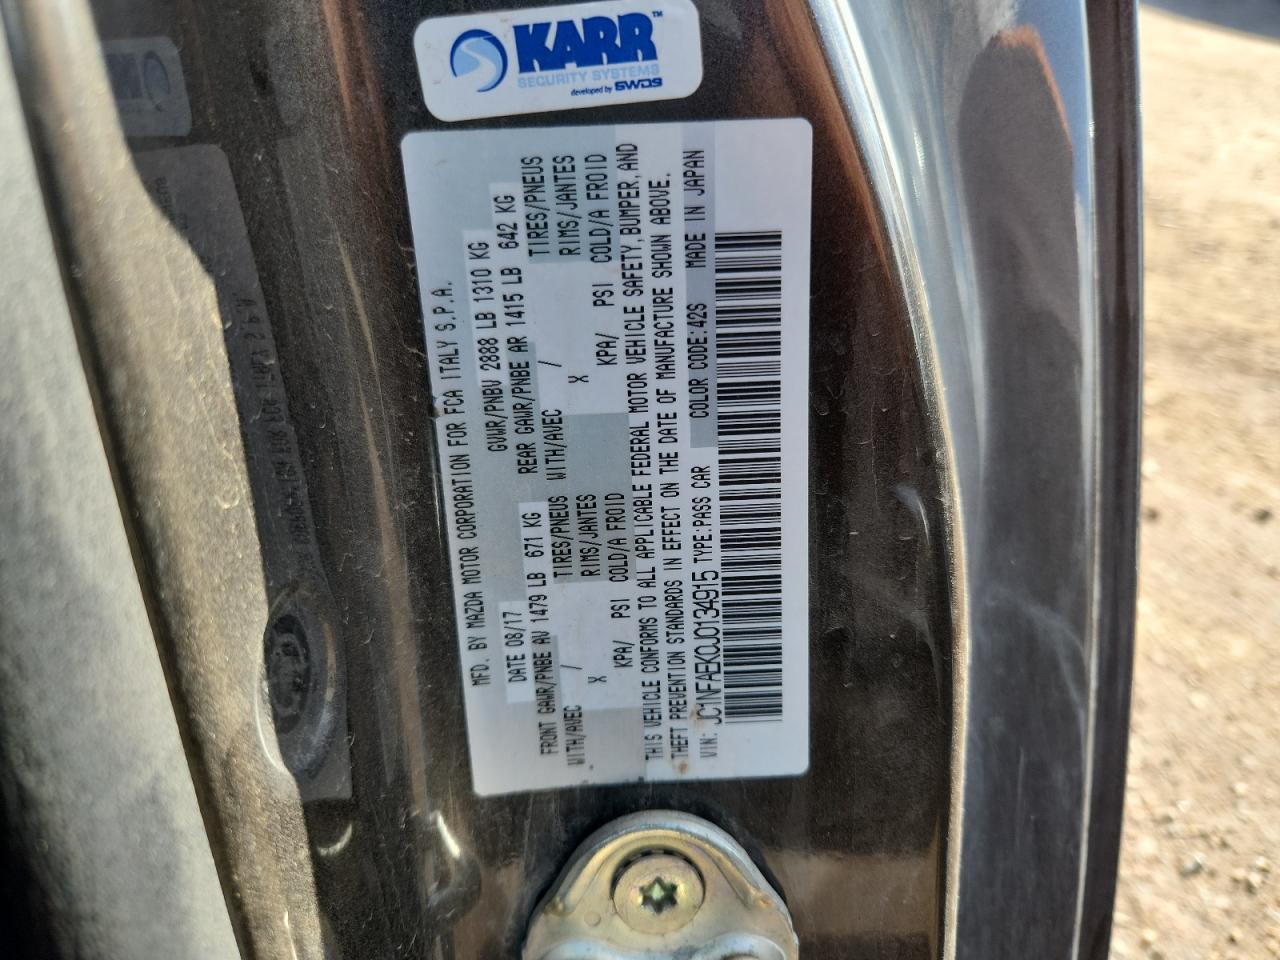 KARR™
SECURITY SYSTEMS
developed by SWDS
MFD. BY MAZDA MOTOR CORPORATION FOR FCA ITALY S.P.A.
DATE 08/17 GVWR/PNBV 2888 LB 1310 KG
FRONT GAWR/PNBE AV 1479 LB 671 KG REAR GAWR/PNBE AR 1415 LB 642 KG
WITH/AVEC / TIRES/PNEUS WITH/AVEC / TIRES/PNEUS
X RIMS/JANTES X RIMS/JANTES
KPA/ PSI COLD/A FROID KPA/ PSI COLD/A FROID
THIS VEHICLE CONFORMS TO ALL APPLICABLE FEDERAL MOTOR VEHICLE SAFETY, BUMPER, AND
THEFT PREVENTION STANDARDS IN EFFECT ON THE DATE OF MANUFACTURE SHOWN ABOVE.
VIN: JC1NFAEK0J0134915 TYPE: PASS CAR COLOR CODE: 42S MADE IN JAPAN